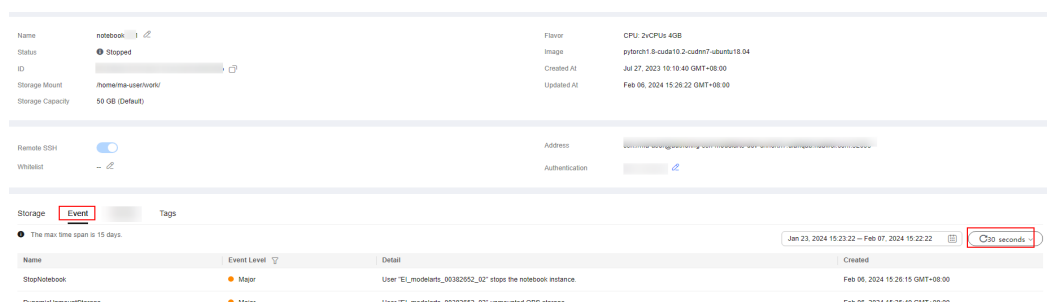 Name notebook Flavor CPU: 2vCPUs 4GB
Status Stopped Image pytorch1.8-cuda10.2-cudnn7-ubuntu18.04
ID Created At Jul 27, 2023 10:10:40 GMT+08:00
Storage Mount /home/ma-user/work/ Updated At Feb 06, 2024 15:26:22 GMT+08:00
Storage Capacity 50 GB (Default)
Remote SSH Address
Whitelist -- Authentication
Storage Event Tags
The max time span is 15 days. Jan 23, 2024 15:23:22 – Feb 07, 2024 15:22:22 30 seconds
Name Event Level Detail Created
StopNotebook Major User "EI_modelarts_00382652_02" stops the notebook instance. Feb 06, 2024 15:26:15 GMT+08:00